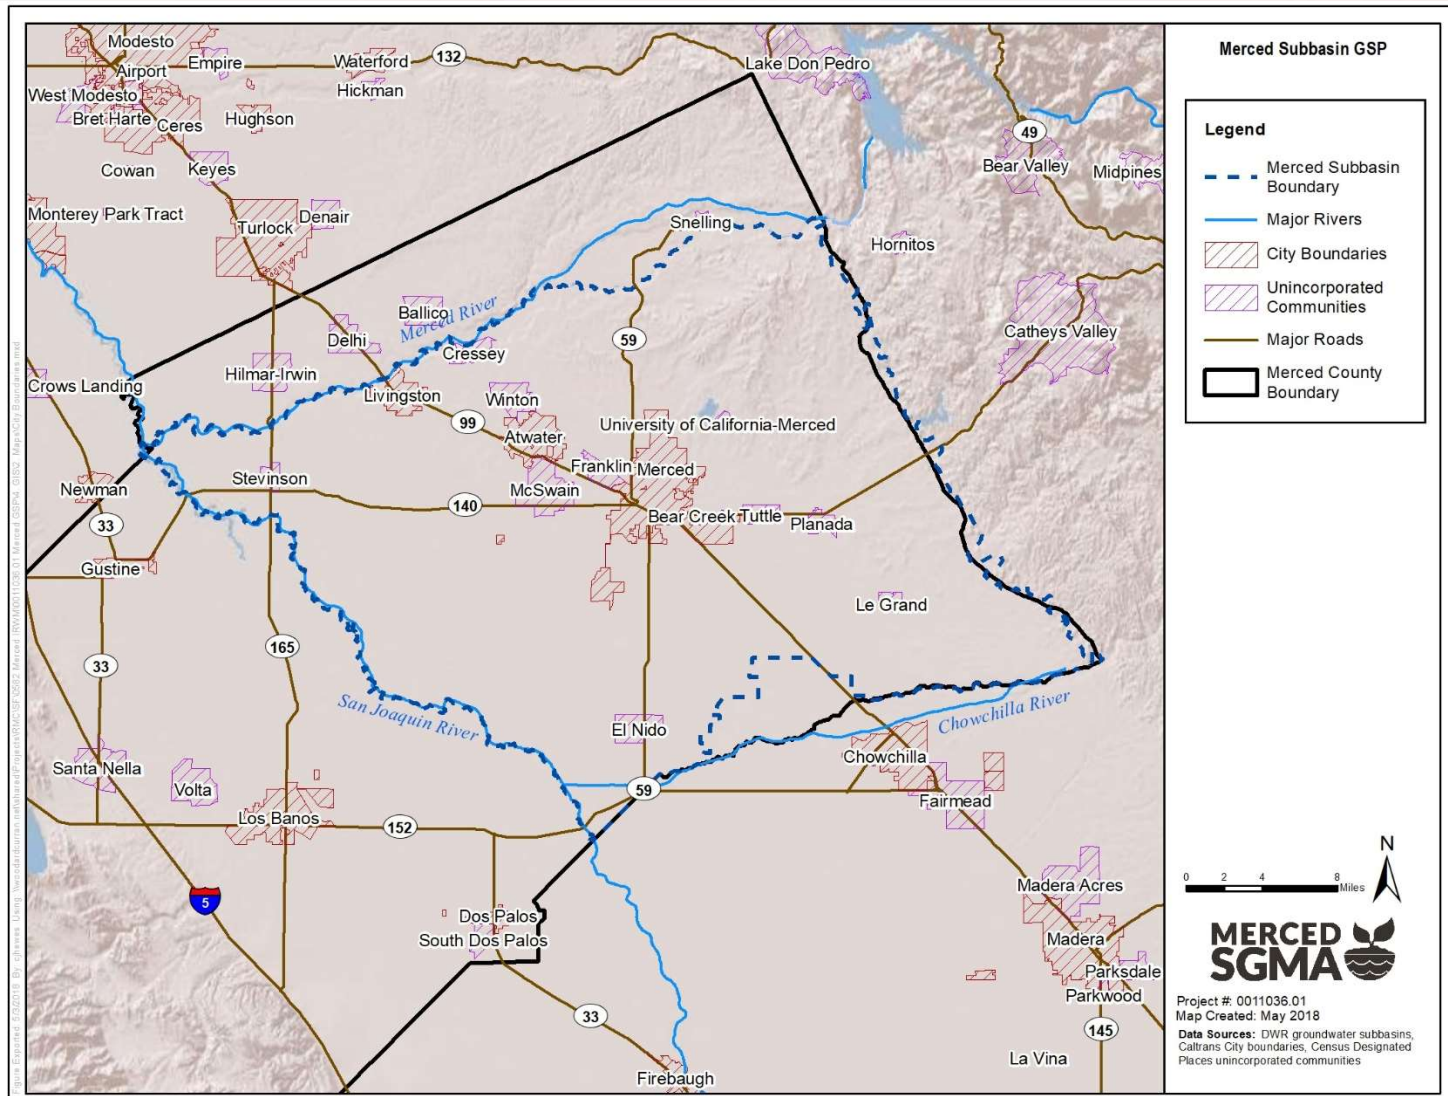 Modesto
Empire
Waterford
132
Lake Don Pedro
Airport
Hickman
West Modesto
Bret Harte
Ceres
Hughson
49
Cowan
Keyes
Bear Valley
Midpines
Monterey Park Tract
Denair
Turlock
Snelling
Hornitos
Ballico
Merced River
Catheys Valley
Delhi
59
Cressey
Hilmar-Irwin
Crows Landing
Livingston
Winton
99
University of California-Merced
Atwater
Franklin
Merced
Stevinson
McSwain
Newman
140
Bear Creek
Tuttle
Planada
33
Gustine
Le Grand
165
33
San Joaquin River
El Nido
Chowchilla River
Chowchilla
Santa Nella
Volta
59
Fairmead
Los Banos
152
5
Madera Acres
Dos Palos
South Dos Palos
Madera
Parksdale
Parkwood
33
145
La Vina
Firebaugh
Merced Subbasin GSP
Legend
Merced Subbasin
Boundary
Major Rivers
City Boundaries
Unincorporated
Communities
Major Roads
Merced County
Boundary
N
0 2 4 8
Miles
MERCED
SGMA
Project #: 0011036.01
Map Created: May 2018
Data Sources: DWR groundwater subbasins,
Caltrans City boundaries, Census Designated
Places unincorporated communities